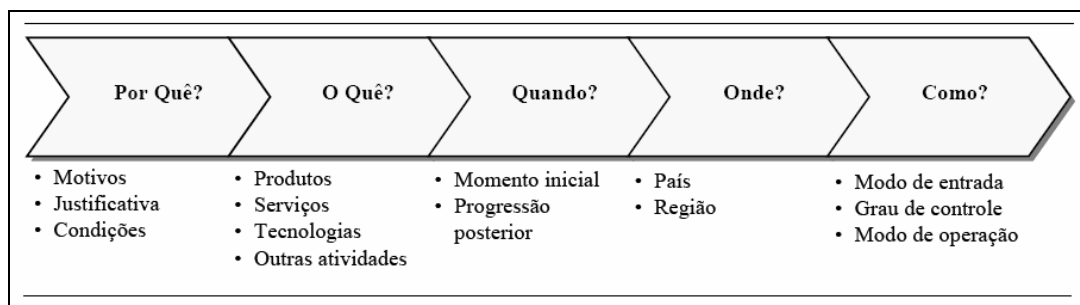 Por Quê?
O Quê?
Quando?
Onde?
Como?
• Motivos
• Justificativa
• Condições
• Produtos
• Serviços
• Tecnologias
• Outras atividades
• Momento inicial
• Progressão
posterior
• País
• Região
• Modo de entrada
• Grau de controle
• Modo de operação